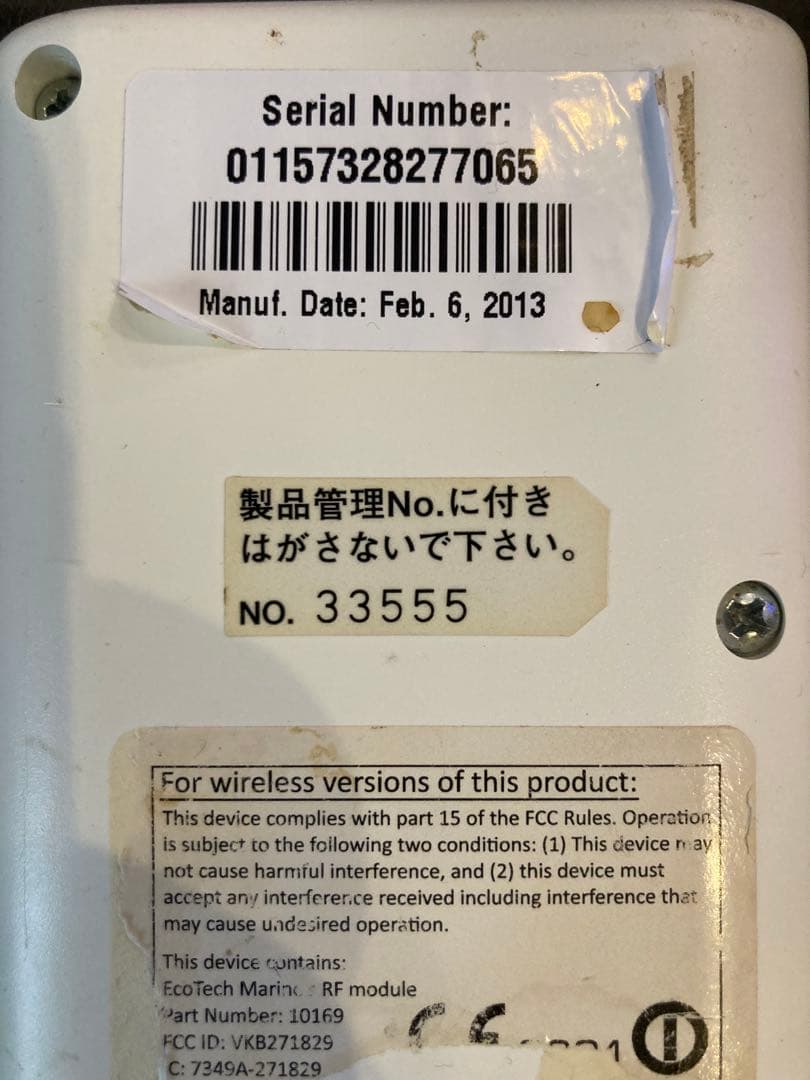 Serial Number:
01157328277065
Manuf. Date: Feb. 6, 2013
製品管理No.に付き
はがさないで下さい。
NO. 33555
For wireless versions of this product:
This device complies with part 15 of the FCC Rules. Operation
is subject to the following two conditions: (1) This device may
not cause harmful interference, and (2) this device must
accept any interference received including interference that
may cause undesired operation.
This device contains:
EcoTech Marine RF module
Part Number: 10169
FCC ID: VKB271829
C: 7349A-271829
CE